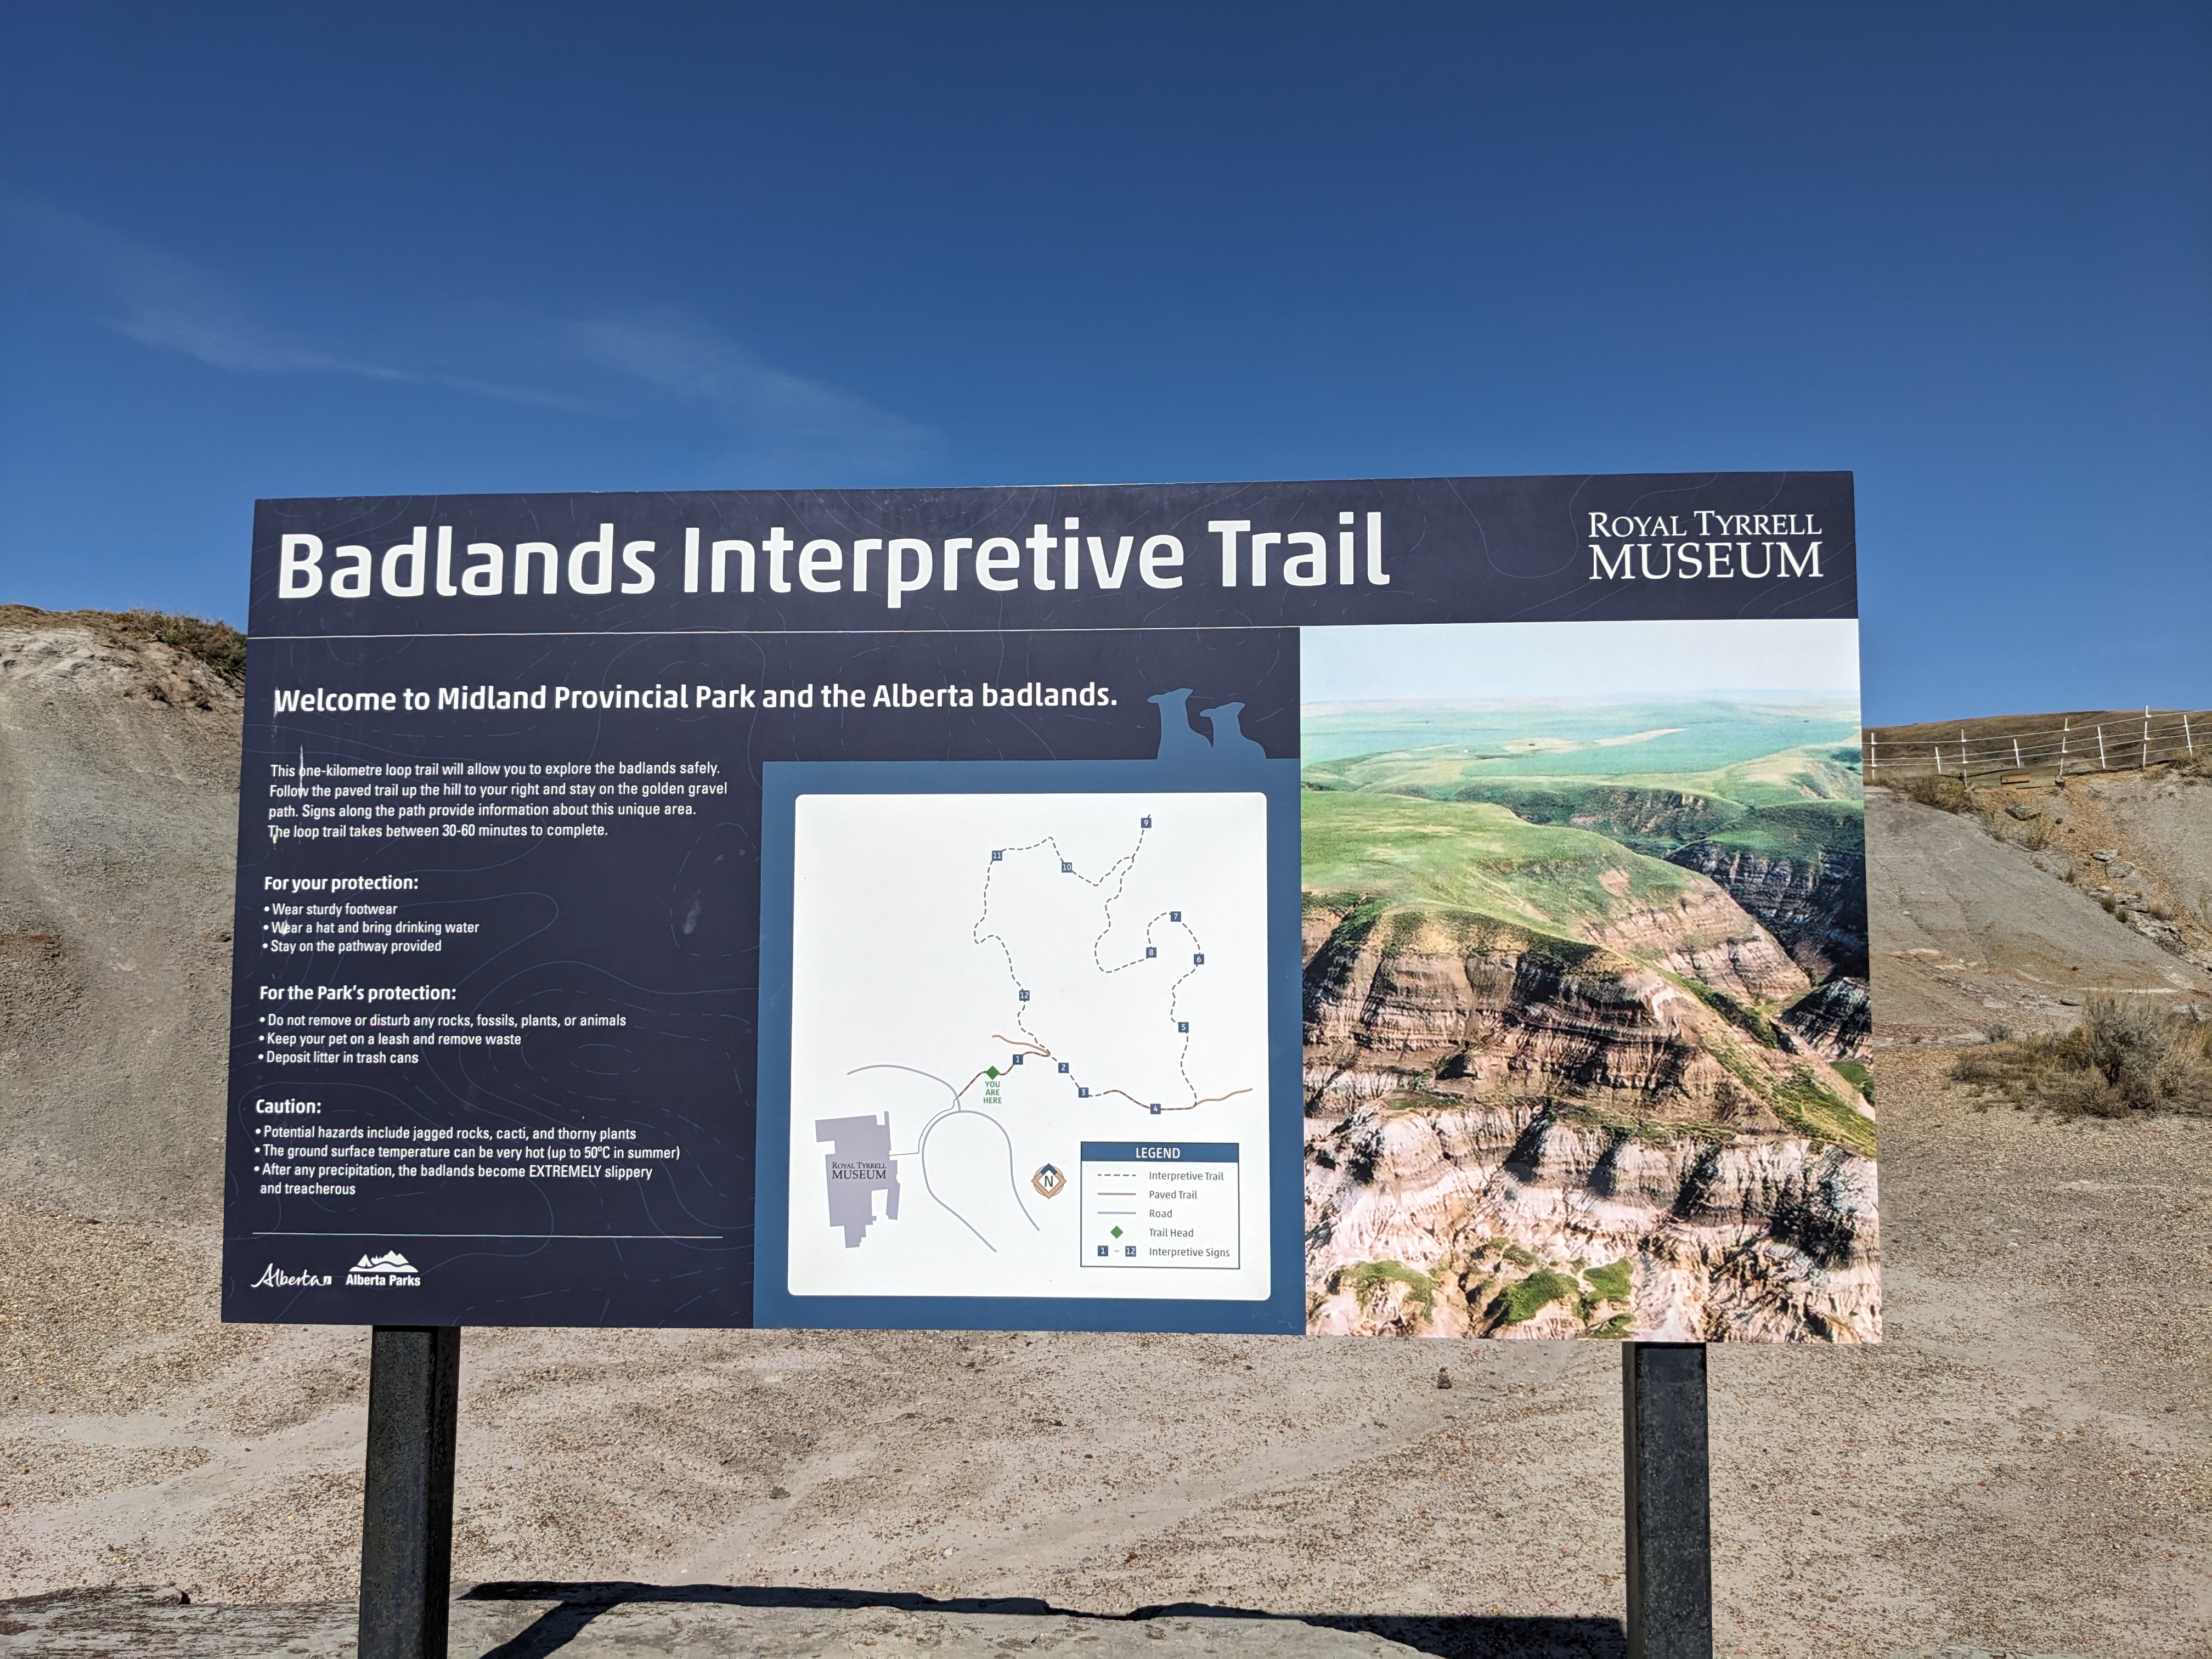 Badlands Interpretive Trail
ROYAL TYRRELL
MUSEUM
Welcome to Midland Provincial Park and the Alberta badlands.
This one-kilometre loop trail will allow you to explore the badlands safely.
Follow the paved trail up the hill to your right and stay on the golden gravel
path. Signs along the path provide information about this unique area.
The loop trail takes between 30-60 minutes to complete.
For your protection:
• Wear sturdy footwear
• Wear a hat and bring drinking water
• Stay on the pathway provided
For the Park's protection:
• Do not remove or disturb any rocks, fossils, plants, or animals
• Keep your pet on a leash and remove waste
• Deposit litter in trash cans
Caution:
• Potential hazards include jagged rocks, cacti, and thorny plants
• The ground surface temperature can be very hot (up to 50°C in summer)
• After any precipitation, the badlands become EXTREMELY slippery
and treacherous
Alberta
Alberta Parks
9
11
10
7
8
6
12
5
1
2
YOU
ARE
HERE
3
4
ROYAL TYRRELL
MUSEUM
N
LEGEND
Interpretive Trail
Paved Trail
Road
Trail Head
1 – 12 Interpretive Signs